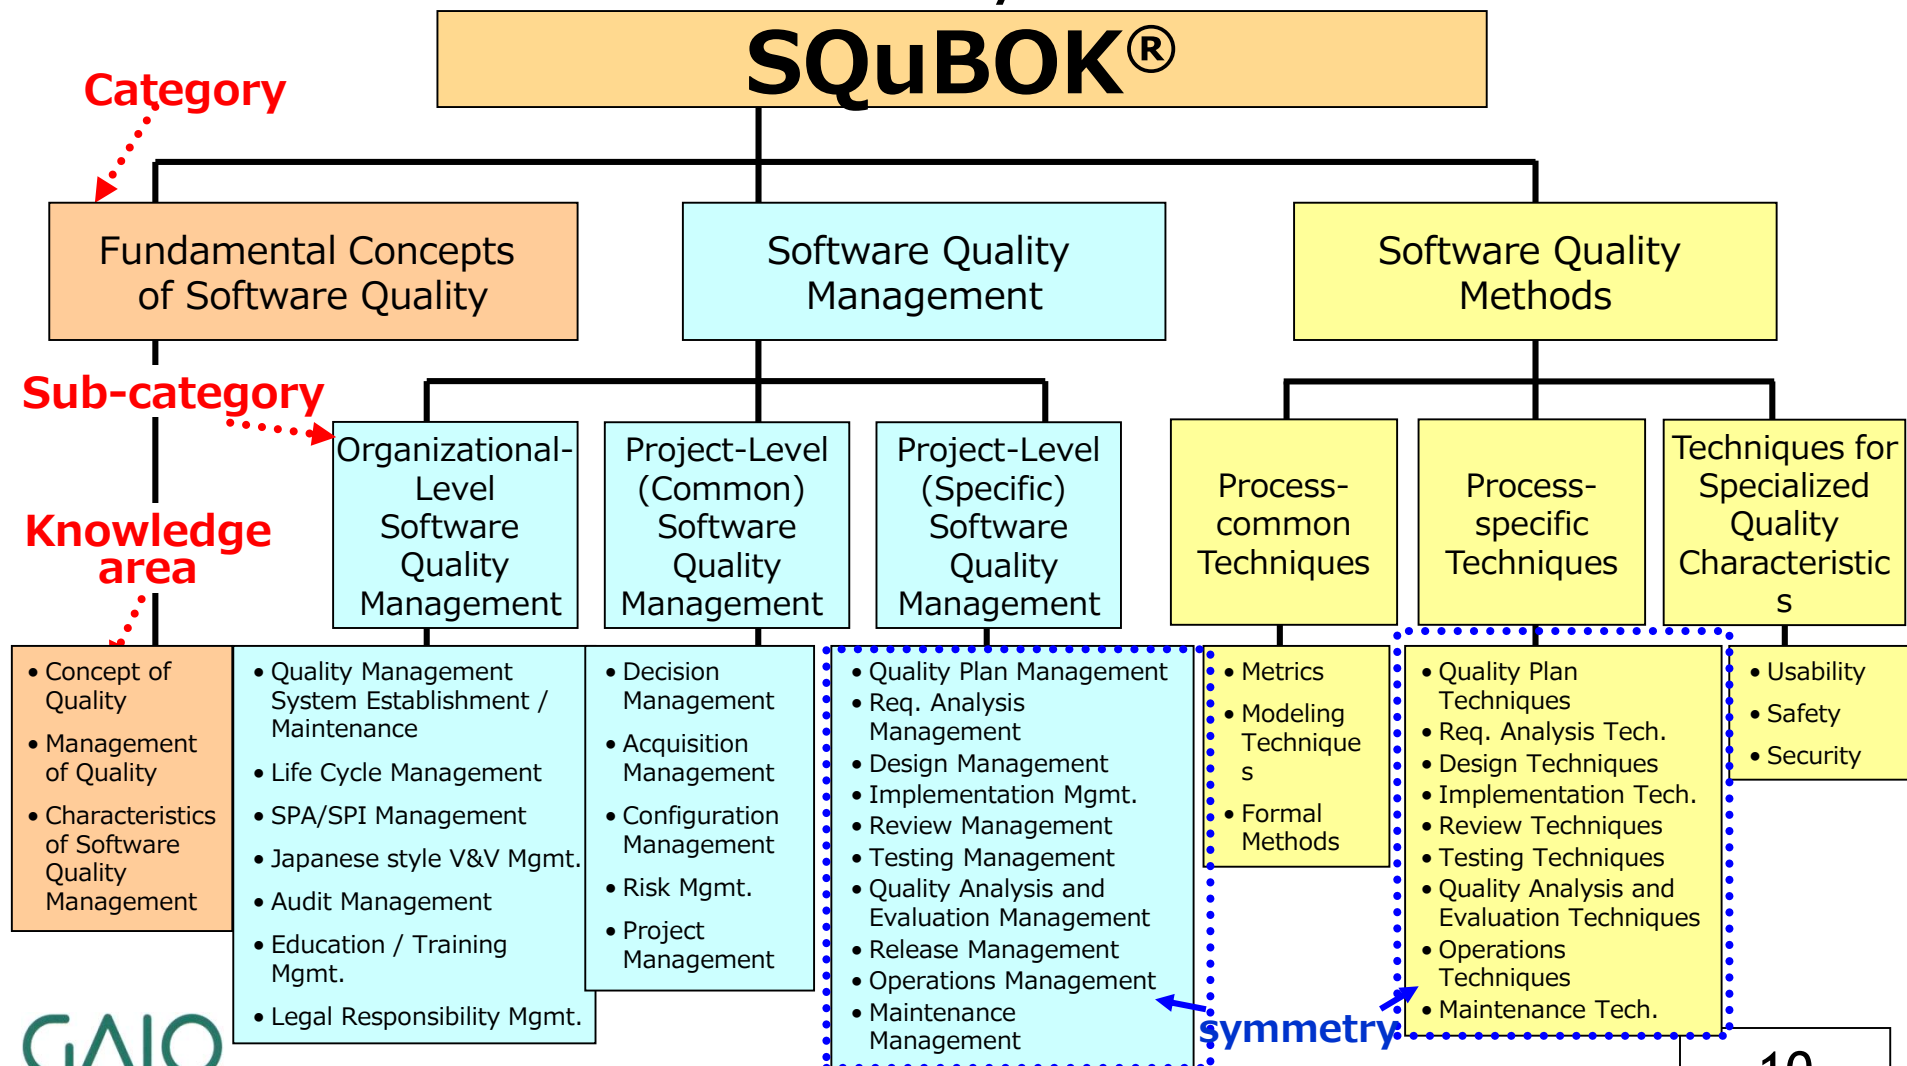 SQuBOK®
Category
Fundamental Concepts
of Software Quality
Software Quality
Management
Software Quality
Methods
Sub-category
Organizational-
Level
Software
Quality
Management
Project-Level
(Common)
Software
Quality
Management
Project-Level
(Specific)
Software
Quality
Management
Process-
common
Techniques
Process-
specific
Techniques
Techniques for
Specialized
Quality
Characteristic
s
Knowledge
area
• Concept of
Quality
• Management
of Quality
• Characteristics
of Software
Quality
Management
• Quality Management
System Establishment /
Maintenance
• Life Cycle Management
• SPA/SPI Management
• Japanese style V&V Mgmt.
• Audit Management
• Education / Training
Mgmt.
• Legal Responsibility Mgmt.
• Decision
Management
• Acquisition
Management
• Configuration
Management
• Risk Mgmt.
• Project
Management
• Quality Plan Management
• Req. Analysis
Management
• Design Management
• Implementation Mgmt.
• Review Management
• Testing Management
• Quality Analysis and
Evaluation Management
• Release Management
• Operations Management
• Maintenance
Management
• Metrics
• Modeling
Technique
s
• Formal
Methods
• Quality Plan
Techniques
• Req. Analysis Tech.
• Design Techniques
• Implementation Tech.
• Review Techniques
• Testing Techniques
• Quality Analysis and
Evaluation Techniques
• Operations
Techniques
• Maintenance Tech.
• Usability
• Safety
• Security
symmetry
GAIO